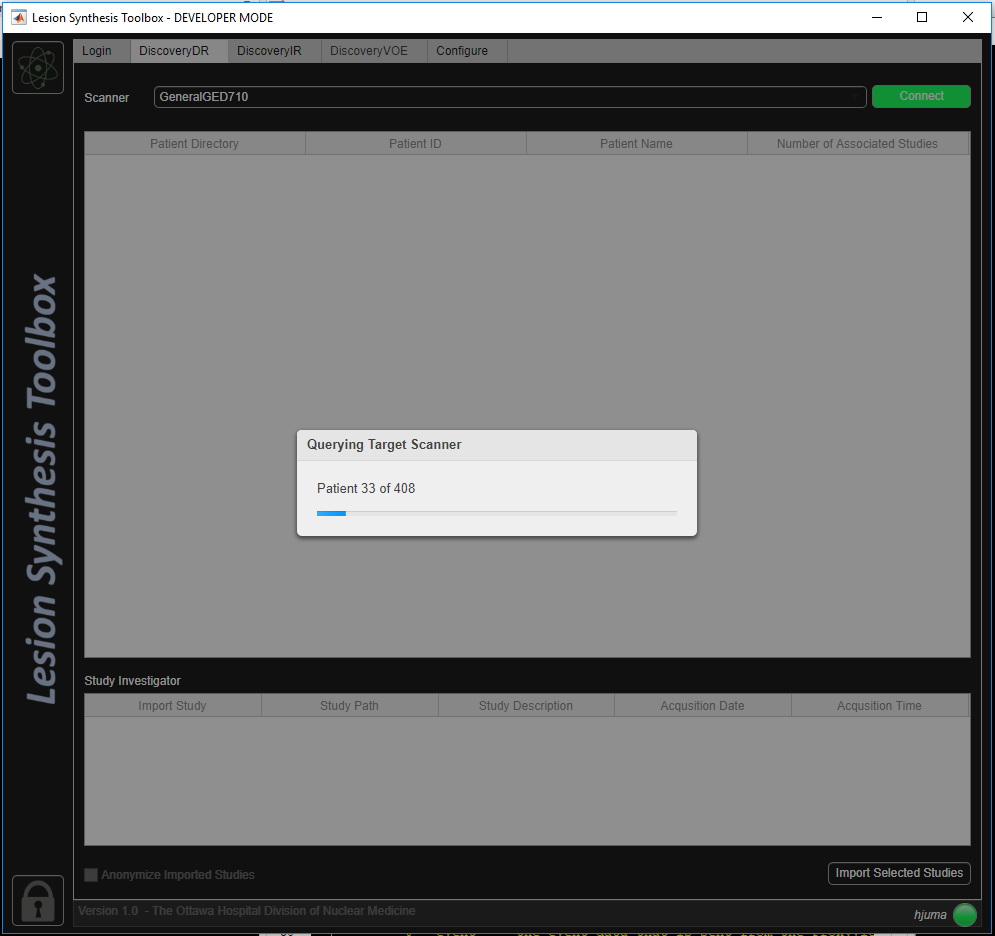 Lesion Synthesis Toolbox - DEVELOPER MODE
Login DiscoveryDR DiscoveryIR DiscoveryVOE Configure
Scanner GeneralGED710 Connect
Patient Directory Patient ID Patient Name Number of Associated Studies
Lesion Synthesis Toolbox
Querying Target Scanner
Patient 33 of 408
Study Investigator
Import Study Study Path Study Description Acqusition Date Acqusition Time
Anonymize Imported Studies Import Selected Studies
Version 1.0 - The Ottawa Hospital Division of Nuclear Medicine
hjuma